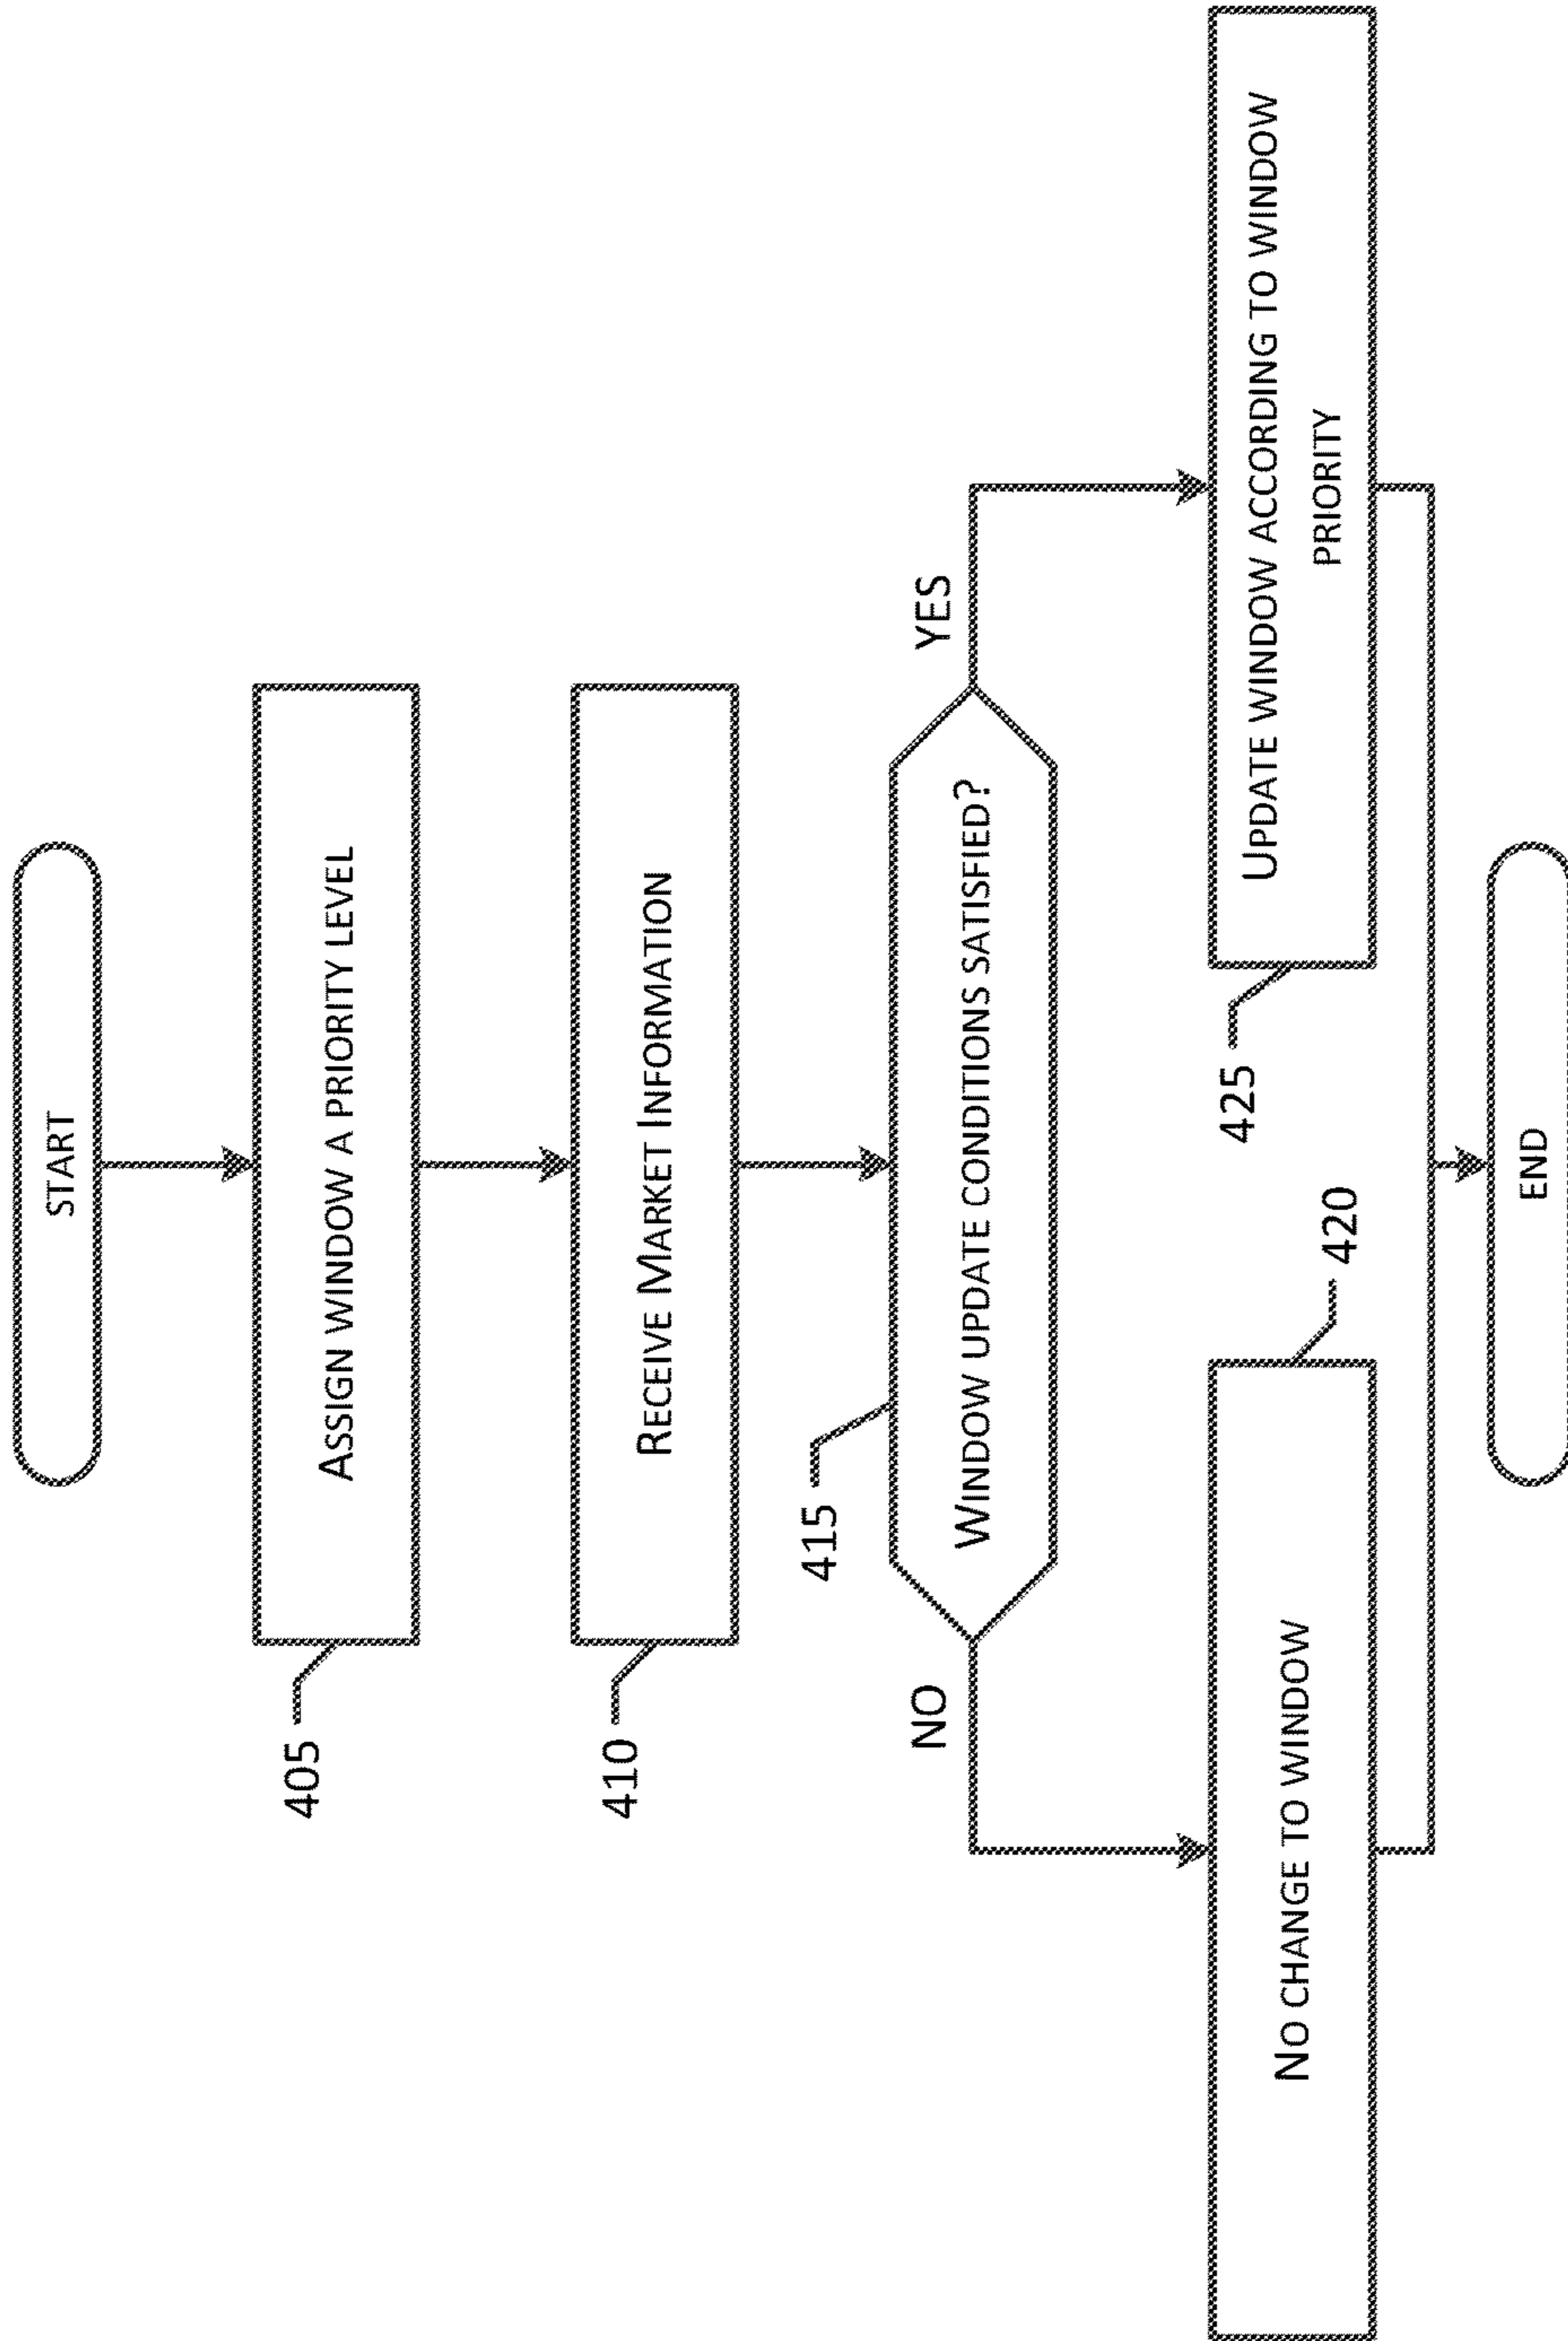 START
ASSIGN WINDOW A PRIORITY LEVEL
405
RECEIVE MARKET INFORMATION
410
415
WINDOW UPDATE CONDITIONS SATISFIED?
NO
YES
NO CHANGE TO WINDOW
420
425
UPDATE WINDOW ACCORDING TO WINDOW
PRIORITY
END